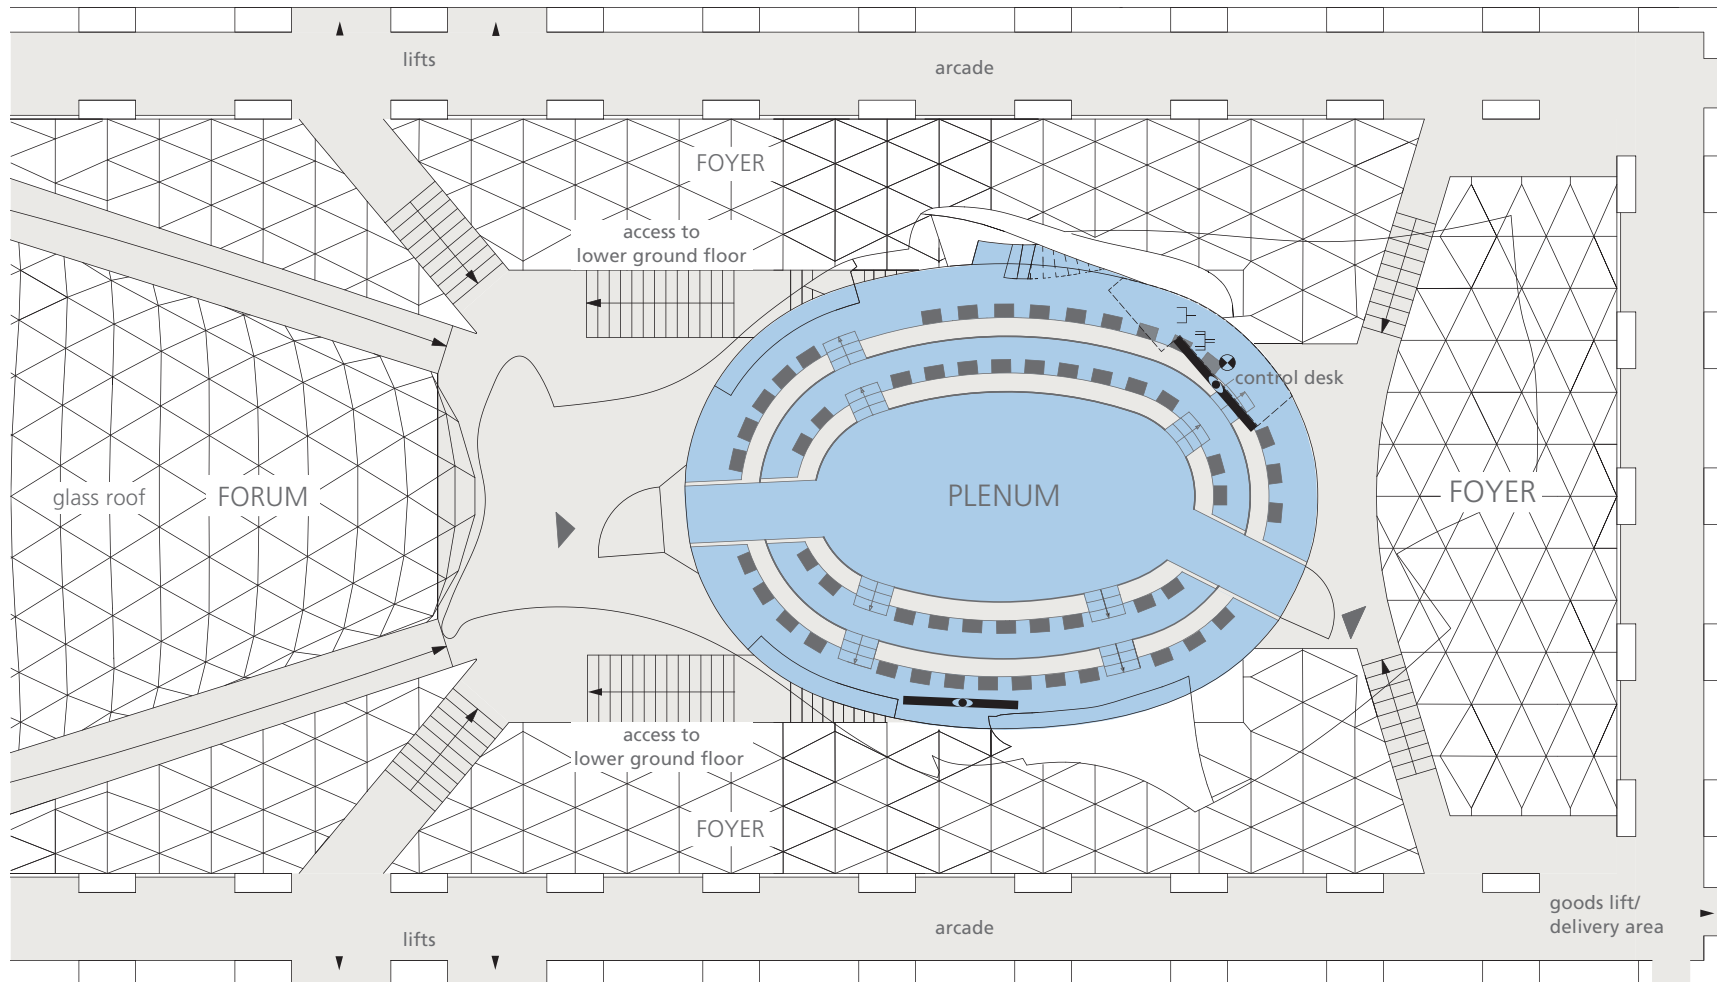 lifts
arcade
FOYER
access to
lower ground floor
control desk
glass roof
FORUM
PLENUM
FOYER
access to
lower ground floor
FOYER
goods lift/
delivery area
arcade
lifts